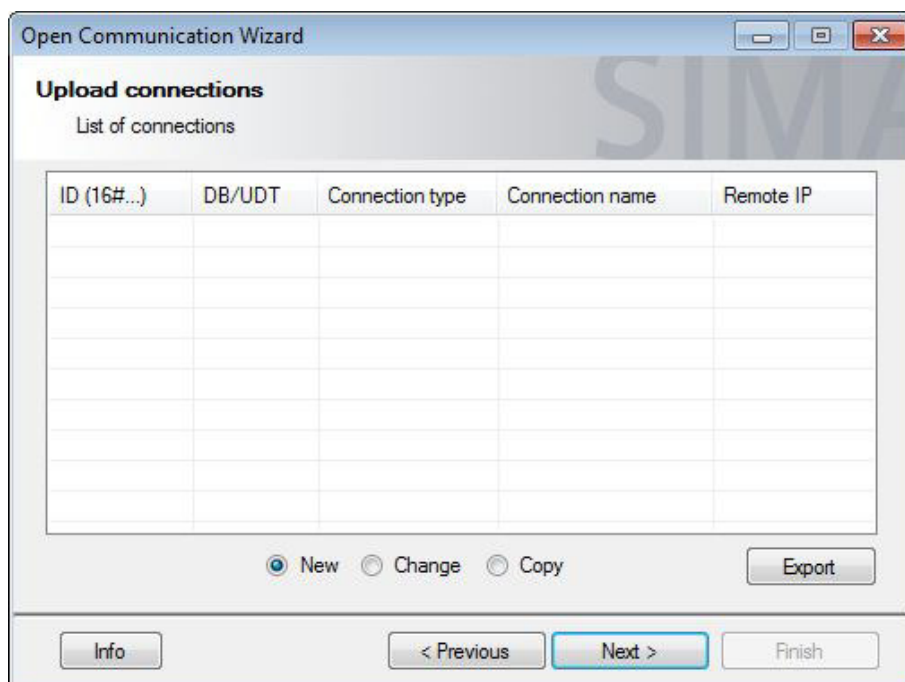 Open Communication Wizard
Upload connections
List of connections
SIMA
ID (16#...) DB/UDT Connection type Connection name Remote IP
New Change Copy Export
Info < Previous Next > Finish